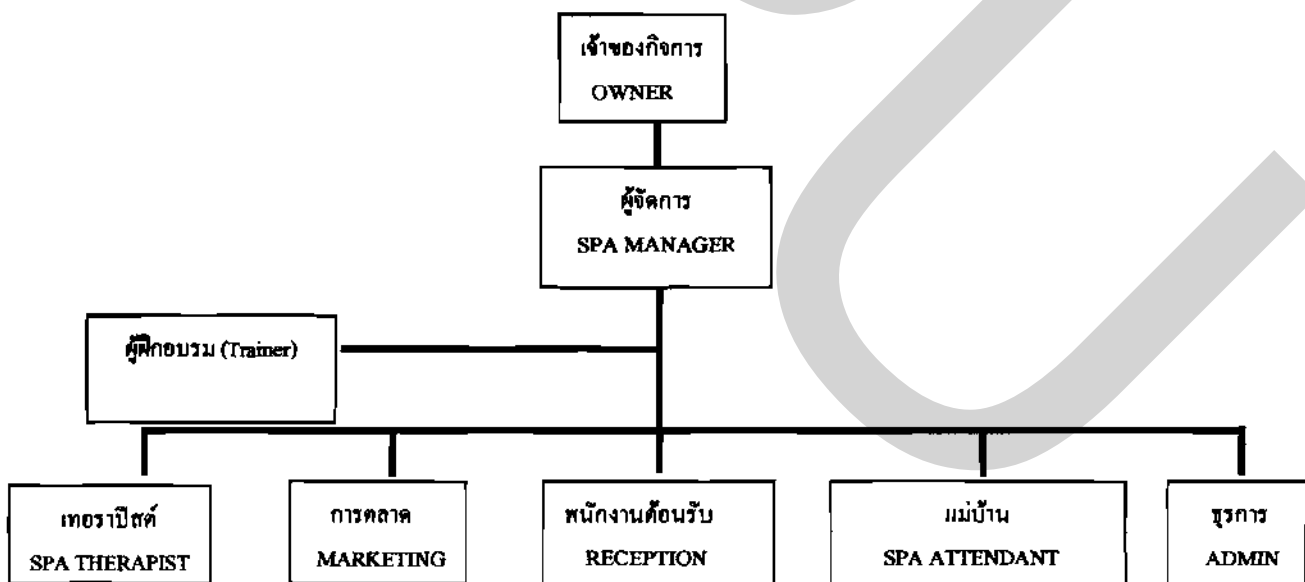 เจ้าของกิจการ
OWNER
ผู้จัดการ
SPA MANAGER
ผู้ฝึกอบรม (Trainer)
เทอราปิสต์
SPA THERAPIST
การตลาด
MARKETING
พนักงานต้อนรับ
RECEPTION
แม่บ้าน
SPA ATTENDANT
ธุรการ
ADMIN